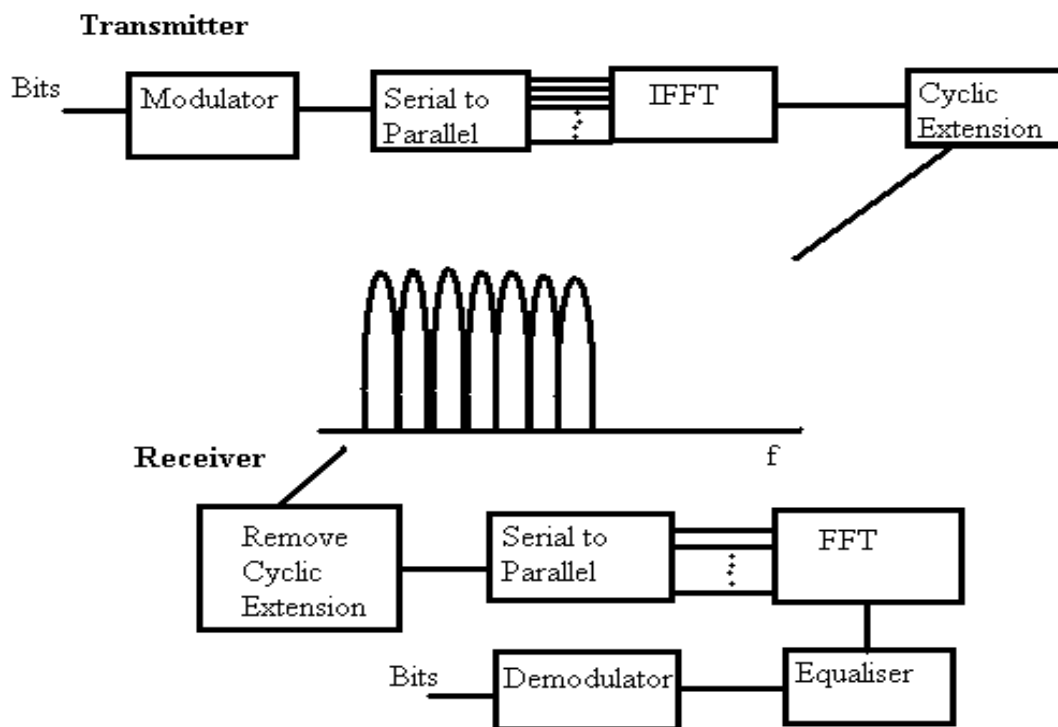 Transmitter
Bits
Modulator
Serial to
Parallel
IFFT
Cyclic
Extension
f
Receiver
Remove
Cyclic
Extension
Serial to
Parallel
FFT
Bits
Demodulator
Equaliser